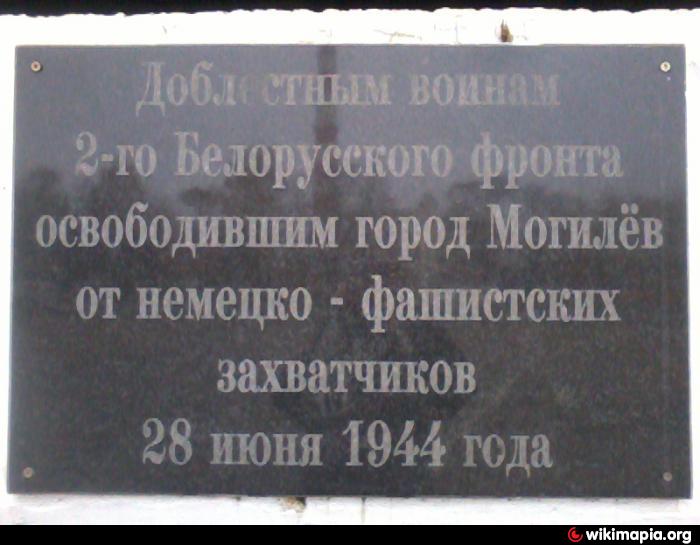 Доблестным воинам
2-го Белорусского фронта
освободившим город Могилёв
от немецко - фашистских
захватчиков
28 июня 1944 года
wikimapia.org